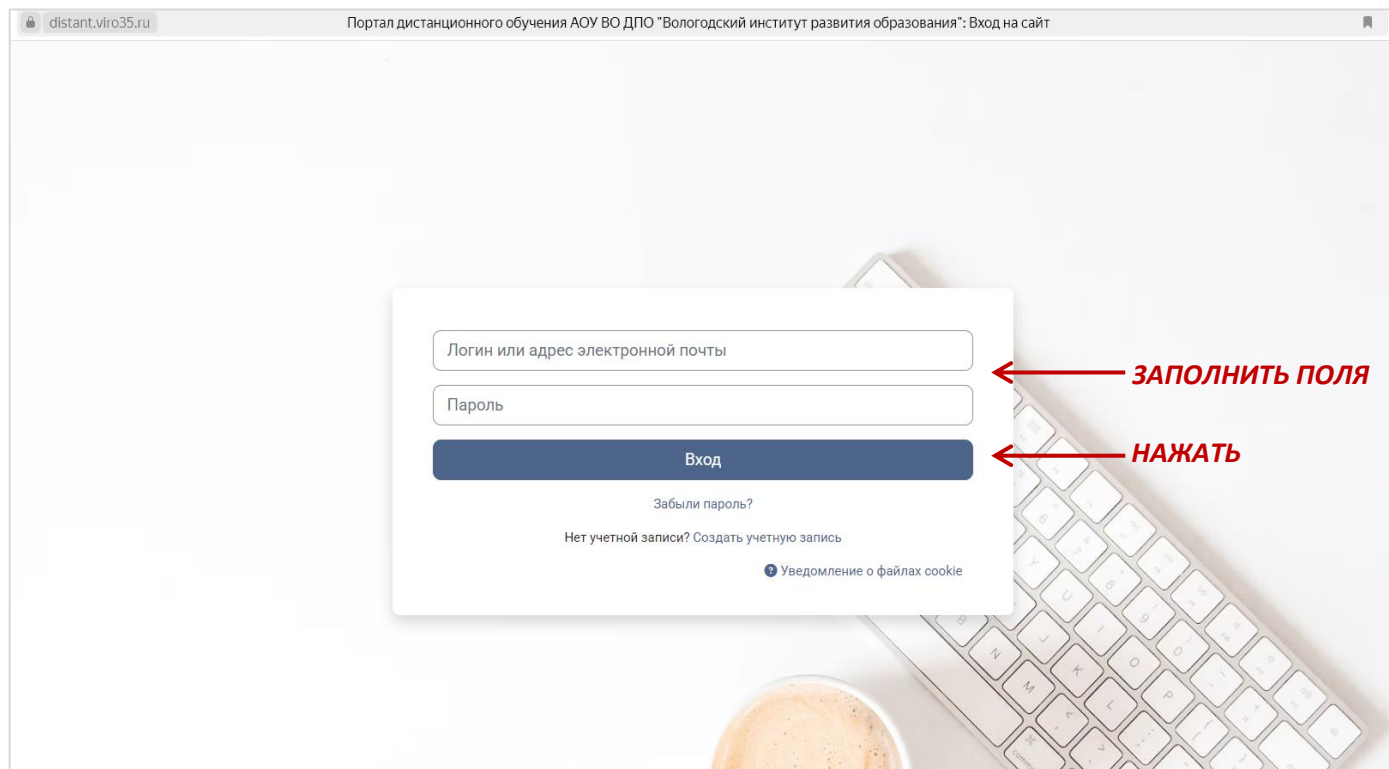 distant.viro35.ru
Портал дистанционного обучения АОУ ВО ДПО "Вологодский институт развития образования": Вход на сайт
Логин или адрес электронной почты
ЗАПОЛНИТЬ ПОЛЯ
Пароль
Вход
НАЖАТЬ
Забыли пароль?
Нет учетной записи? Создать учетную запись
Уведомление о файлах cookie